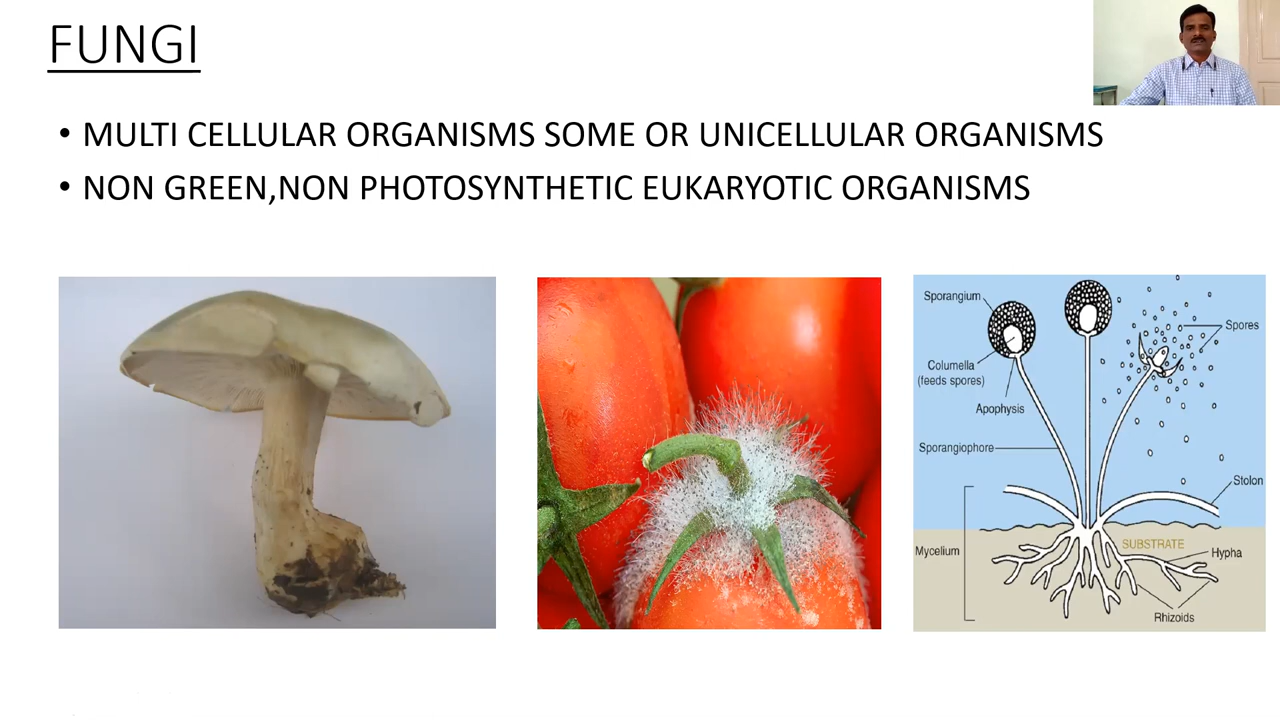 FUNGI
• MULTI CELLULAR ORGANISMS SOME OR UNICELLULAR ORGANISMS
• NON GREEN,NON PHOTOSYNTHETIC EUKARYOTIC ORGANISMS
Sporangium
Spores
Columella
(feeds spores)
Apophysis
Sporangiophore
Stolon
Mycelium
SUBSTRATE
Hypha
Rhizoids